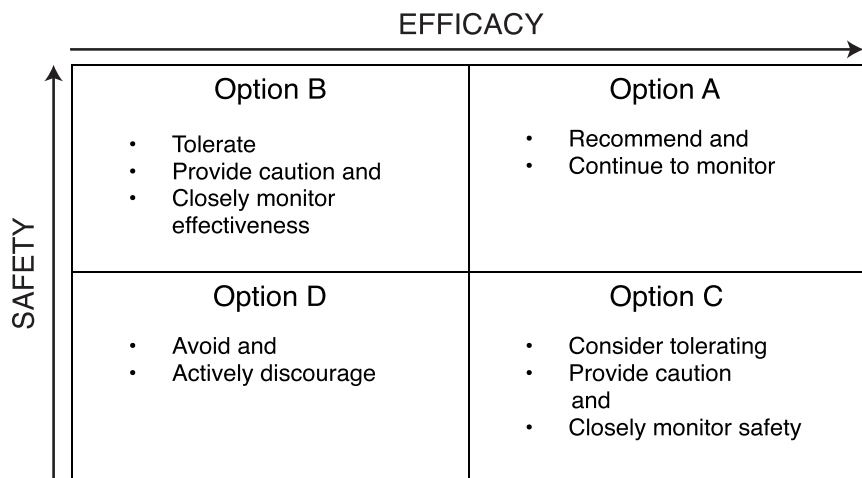 EFFICACY
SAFETY
Option B
• Tolerate
• Provide caution and
• Closely monitor
effectiveness
Option A
• Recommend and
• Continue to monitor
Option D
• Avoid and
• Actively discourage
Option C
• Consider tolerating
• Provide caution
and
• Closely monitor safety